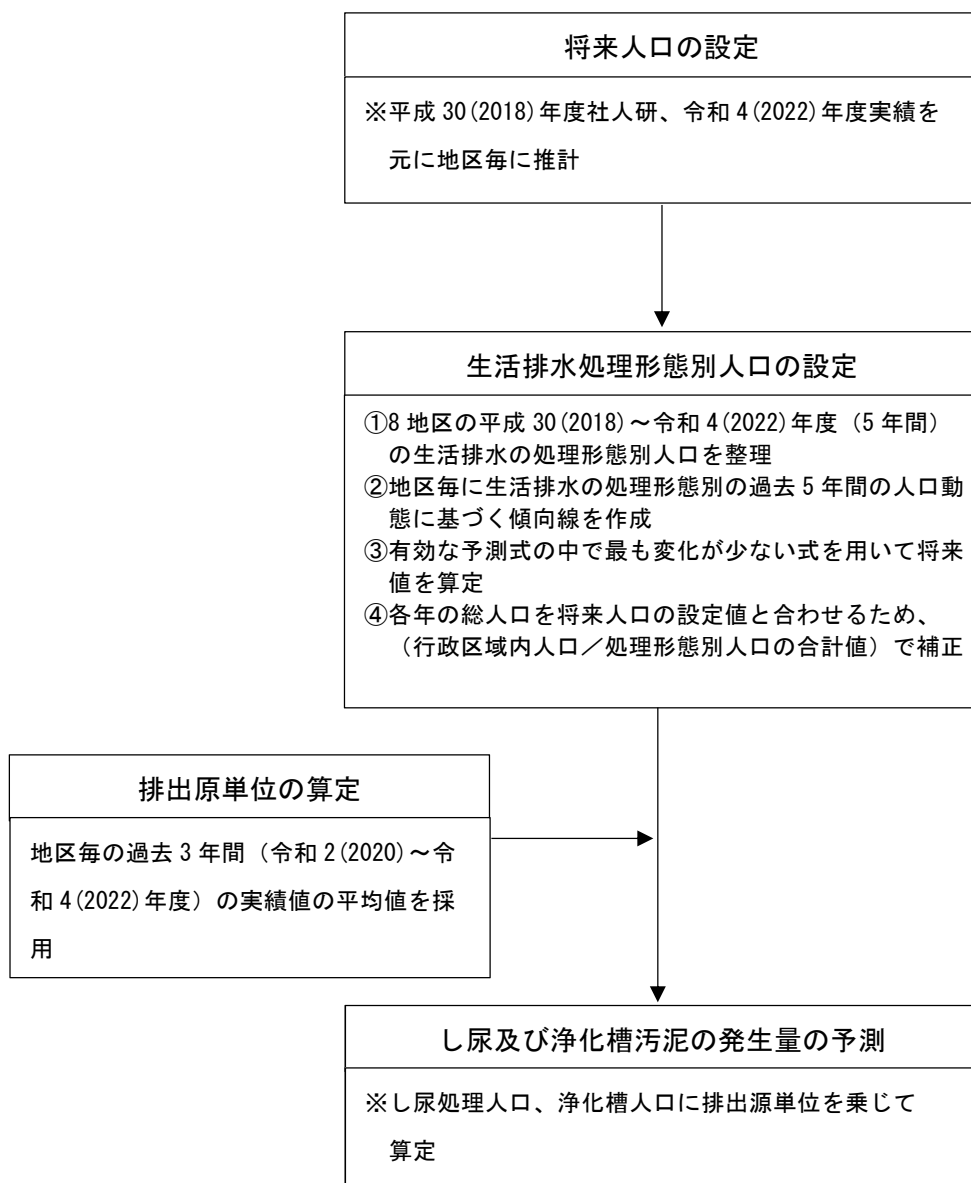 将来人口の設定
※平成30(2018)年度社人研、令和4(2022)年度実績を
元に地区毎に推計
生活排水処理形態別人口の設定
①8地区の平成30(2018)～令和4(2022)年度（5年間）
の生活排水の処理形態別人口を整理
②地区毎に生活排水の処理形態別の過去5年間の人口動
態に基づく傾向線を作成
③有効な予測式の中で最も変化が少ない式を用いて将来
値を算定
④各年の総人口を将来人口の設定値と合わせるため、
（行政区域内人口／処理形態別人口の合計値）で補正
排出原単位の算定
地区毎の過去3年間（令和2(2020)～令
和4(2022)年度）の実績値の平均値を採
用
し尿及び浄化槽汚泥の発生量の予測
※し尿処理人口、浄化槽人口に排出源単位を乗じて
算定